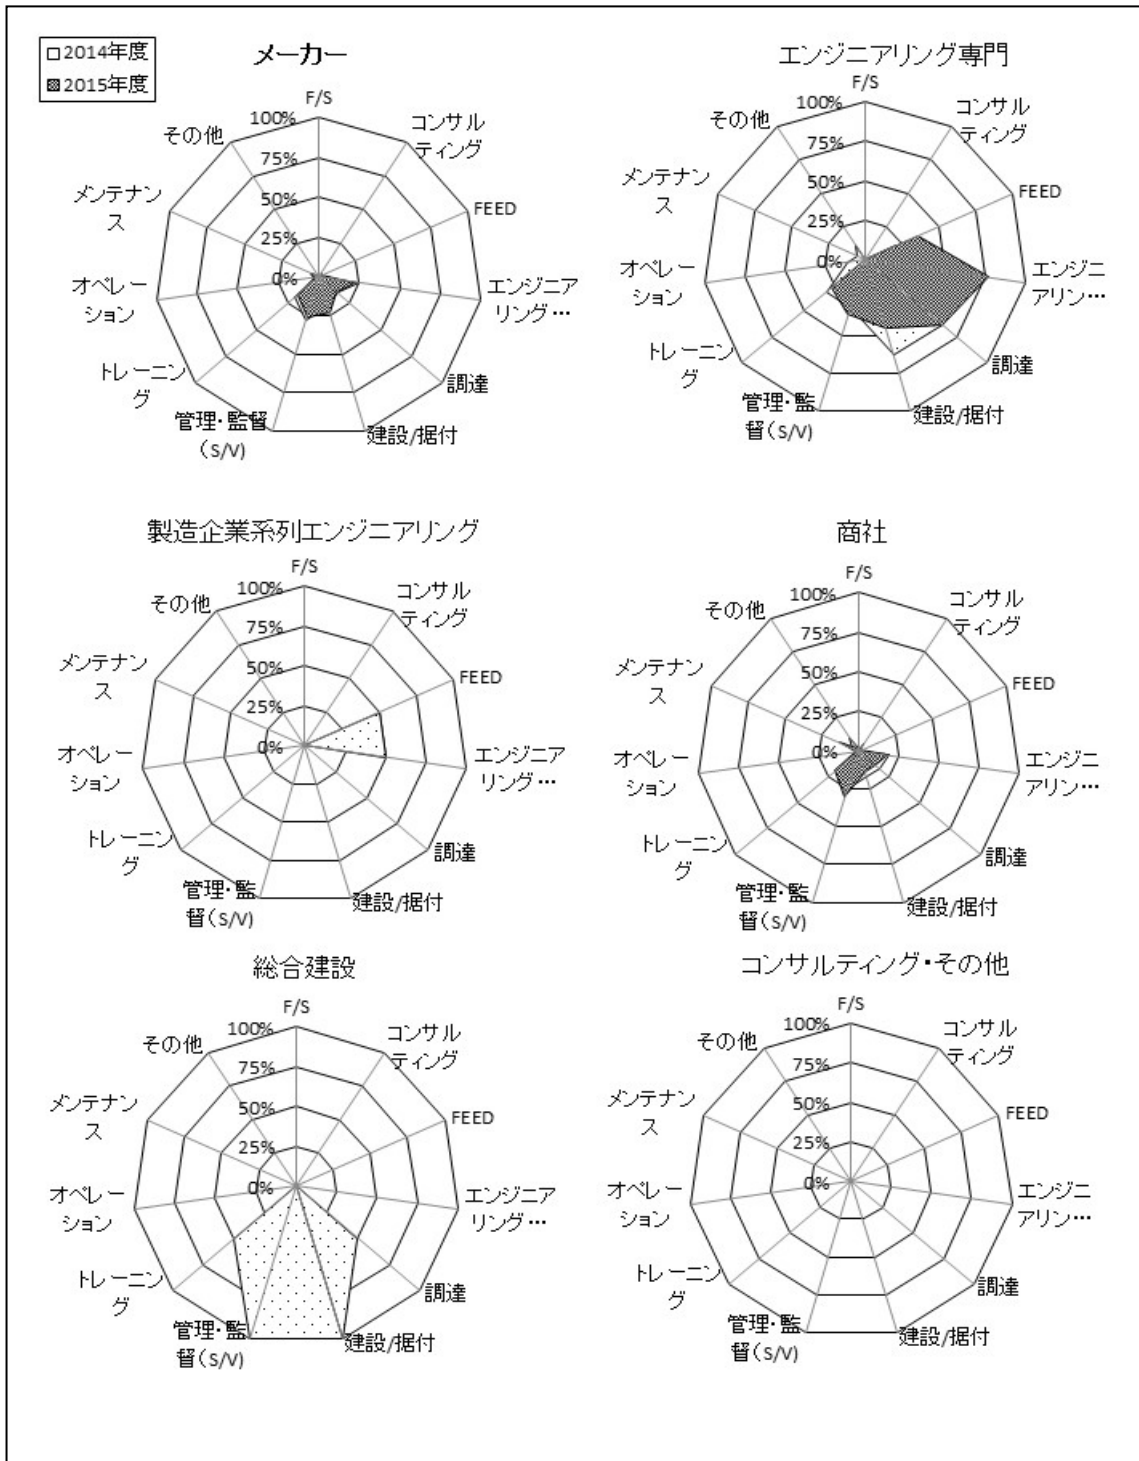 □2014年度
■2015年度
メーカー
F/S
100%
75%
50%
25%
0%
コンサル
ティング
FEED
エンジニア
リング…
調達
建設/据付
管理・監督
(S/V)
トレーニン
グ
オペレー
ション
メンテナン
ス
その他
エンジニアリング専門
F/S
100%
75%
50%
25%
0%
コンサル
ティング
FEED
エンジニ
アリン…
調達
建設/据付
管理・監
督(S/V)
トレーニン
グ
オペレー
ション
メンテナン
ス
その他
製造企業系列エンジニアリング
F/S
100%
75%
50%
25%
0%
コンサル
ティング
FEED
エンジニア
リング…
調達
建設/据付
管理・監
督(S/V)
トレーニン
グ
オペレー
ション
メンテナン
ス
その他
商社
F/S
100%
75%
50%
25%
0%
コンサル
ティング
FEED
エンジニ
アリン…
調達
建設/据付
管理・監
督(S/V)
トレーニン
グ
オペレー
ション
メンテナン
ス
その他
総合建設
F/S
100%
75%
50%
25%
0%
コンサル
ティング
FEED
エンジニア
リング…
調達
建設/据付
管理・監
督(S/V)
トレーニン
グ
オペレー
ション
メンテナン
ス
その他
コンサルティング・その他
F/S
100%
75%
50%
25%
0%
コンサル
ティング
FEED
エンジニ
アリン…
調達
建設/据付
管理・監
督(S/V)
トレーニン
グ
オペレー
ション
メンテナン
ス
その他